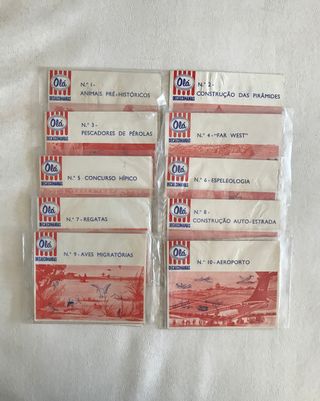 Olá
DECALCOMANIAS
N.º 1 -
ANIMAIS PRÉ-HISTÓRICOS
Olá
DECALCOMANIAS
N.º 2 -
CONSTRUÇÃO DAS PIRÂMIDES
Olá
DECALCOMANIAS
N.º 3 -
PESCADORES DE PÉROLAS
Olá
DECALCOMANIAS
N.º 4 - "FAR WEST"
Olá
DECALCOMANIAS
N.º 5 CONCURSO HÍPICO
Olá
DECALCOMANIAS
N.º 6 - ESPELEOLOGIA
Olá
DECALCOMANIAS
N.º 7 - REGATAS
Olá
DECALCOMANIAS
N.º 8 -
CONSTRUÇÃO AUTO-ESTRADA
Olá
DECALCOMANIAS
N.º 9 - AVES MIGRATÓRIAS
Olá
DECALCOMANIAS
N.º 10 - AEROPORTO